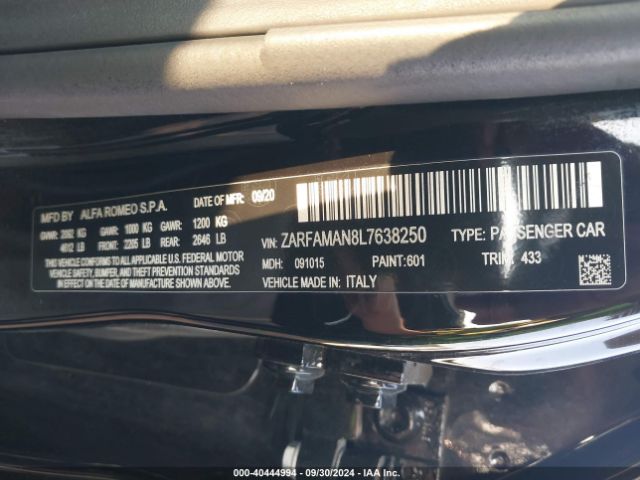 MFD BY ALFA ROMEO S.P.A. DATE OF MFR: 09/20
GVWR: 2092 KG GAWR: 1000 KG GAWR: 1200 KG
4612 LB FRONT: 2205 LB REAR: 2646 LB
THIS VEHICLE CONFORMS TO ALL APPLICABLE U.S. FEDERAL MOTOR
VEHICLE SAFETY, BUMPER, AND THEFT PREVENTION STANDARDS
IN EFFECT ON THE DATE OF MANUFACTURE SHOWN ABOVE.
VIN: ZARFAMAN8L7638250 TYPE: PASSENGER CAR
MDH: 091015 PAINT:601 TRIM: 433
VEHICLE MADE IN: ITALY
000-40444994 - 09/30/2024 - IAA Inc.